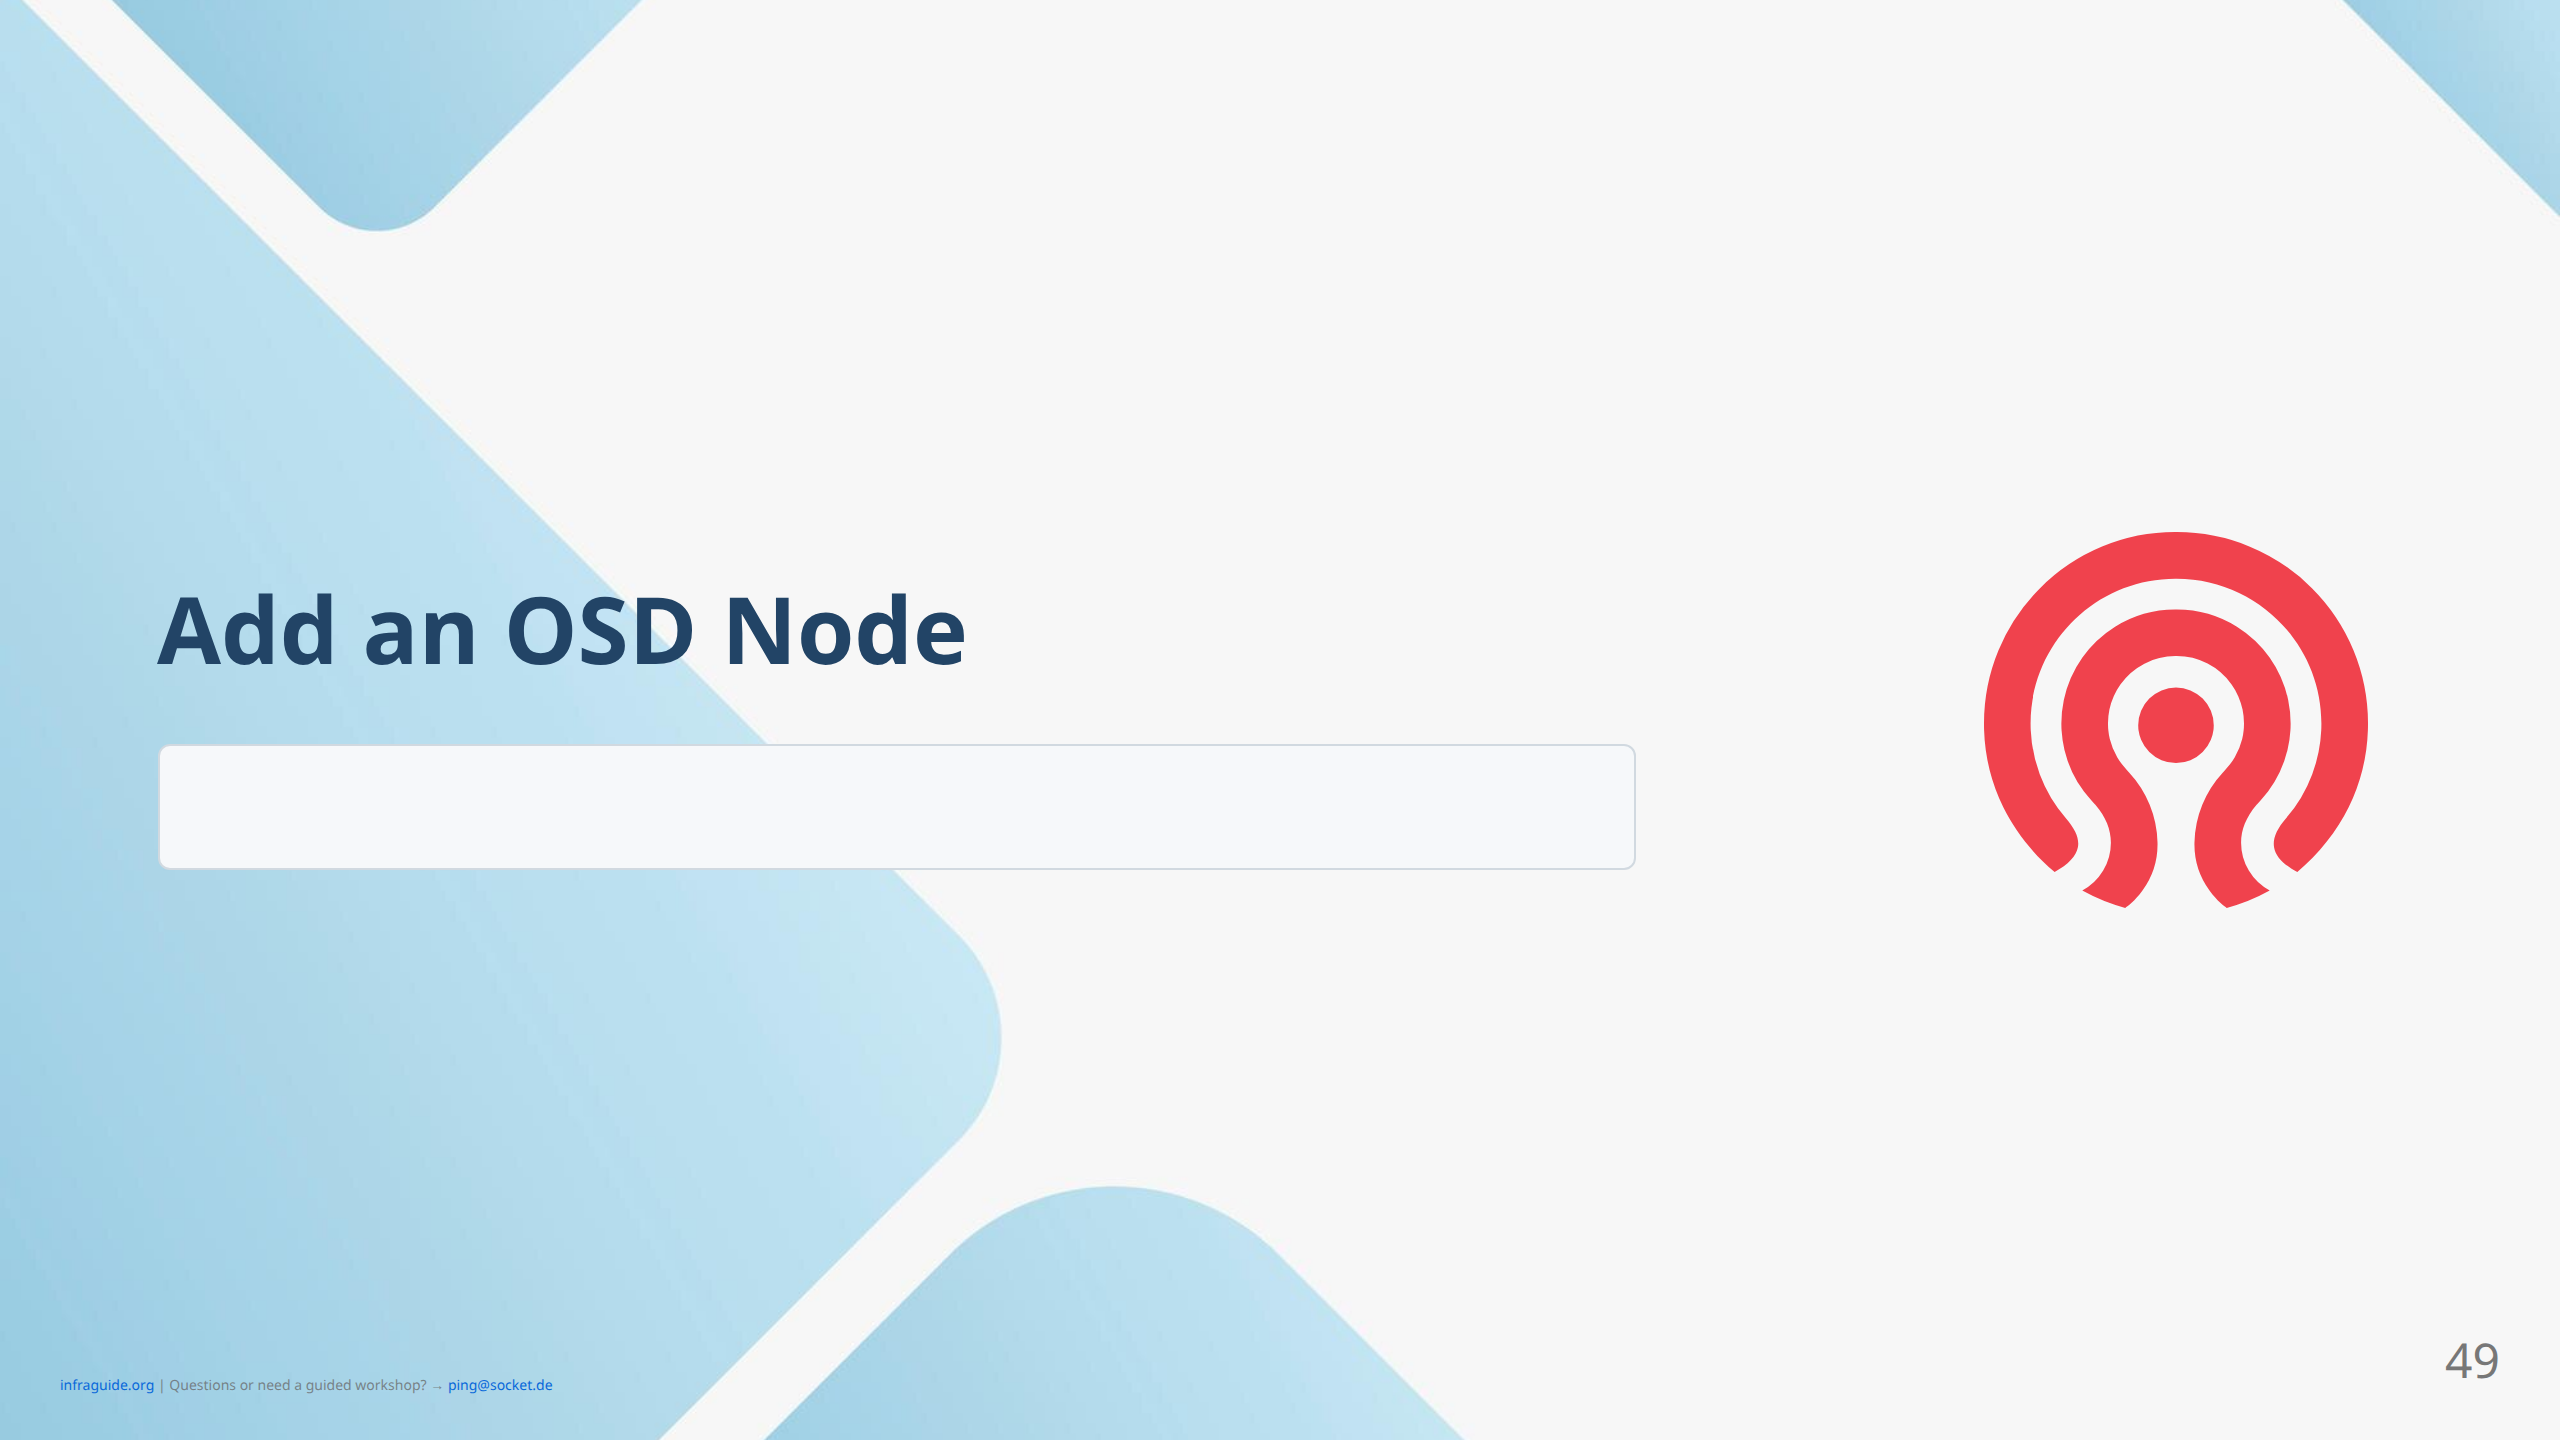 Add an OSD Node
infraguide.org | Questions or need a guided workshop? → ping@socket.de
49